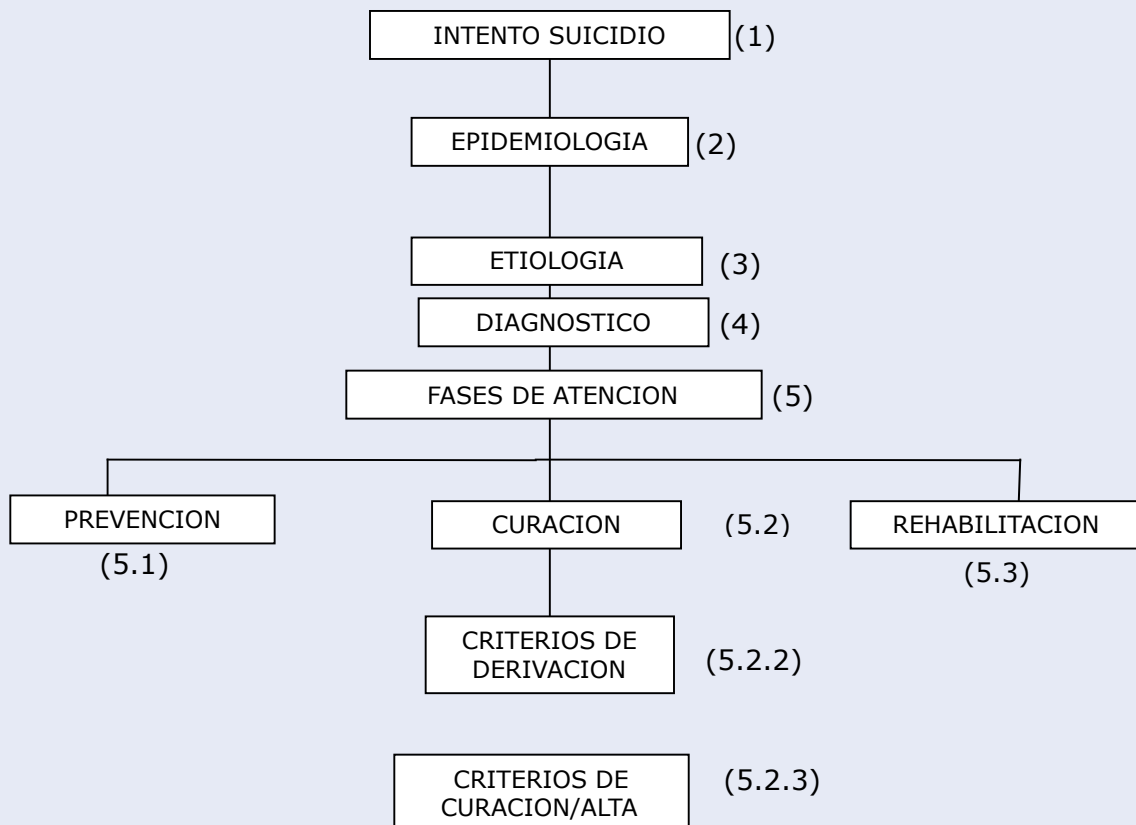 INTENTO SUICIDIO (1)
EPIDEMIOLOGIA (2)
ETIOLOGIA (3)
DIAGNOSTICO (4)
FASES DE ATENCION (5)
PREVENCION
(5.1)
CURACION (5.2)
REHABILITACION
(5.3)
CRITERIOS DE
DERIVACION
(5.2.2)
CRITERIOS DE
CURACION/ALTA
(5.2.3)